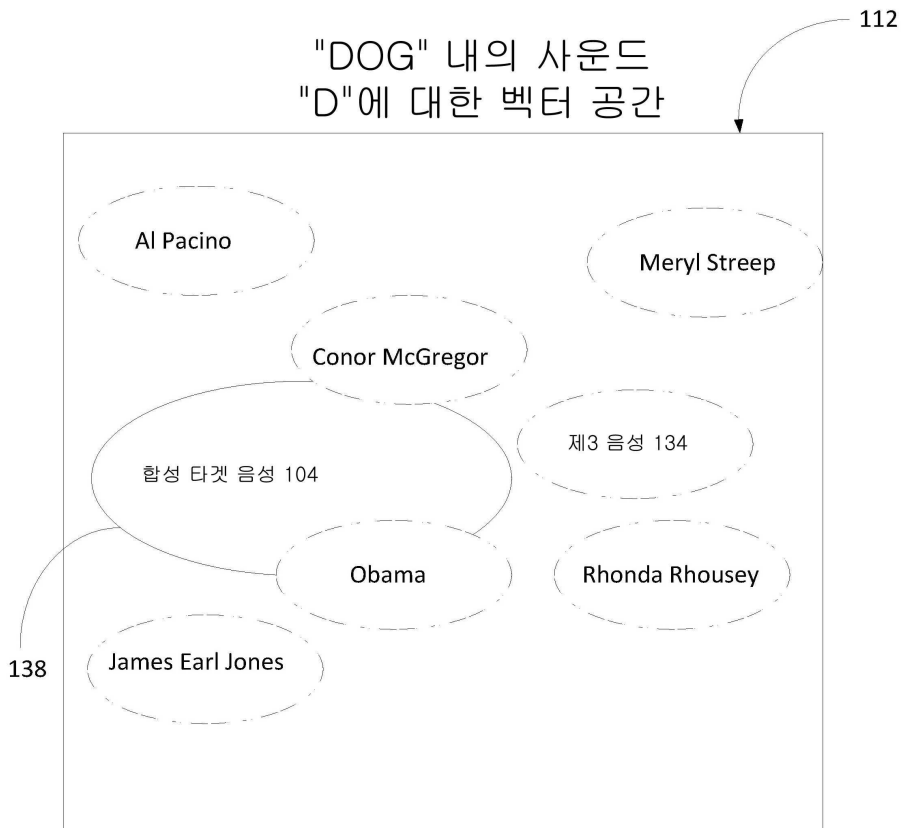 112
"DOG" 내의 사운드
"D"에 대한 벡터 공간
Al Pacino
Meryl Streep
Conor McGregor
제3 음성 134
합성 타겟 음성 104
Obama
Rhonda Rhousey
James Earl Jones
138